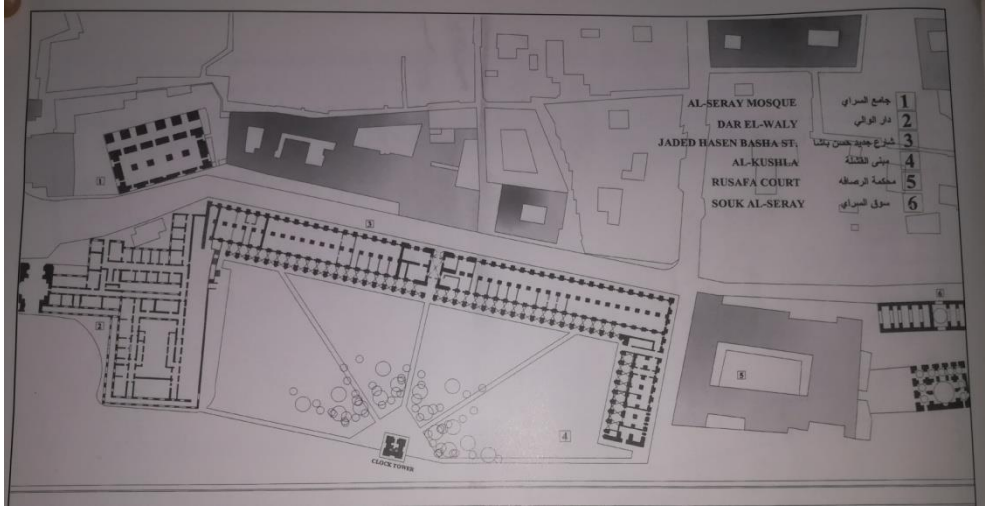 AL-SERAY MOSQUE جامع السراي 1
DAR EL-WALY دار الوالي 2
JADED HASEN BASHA ST. شارع جديد حسن باشا 3
AL-KUSHLA مبنى القشلة 4
RUSAFA COURT محكمة الرصافه 5
SOUK AL-SERAY سوق السراي 6
1
3
6
2
5
4
CLOCK TOWER